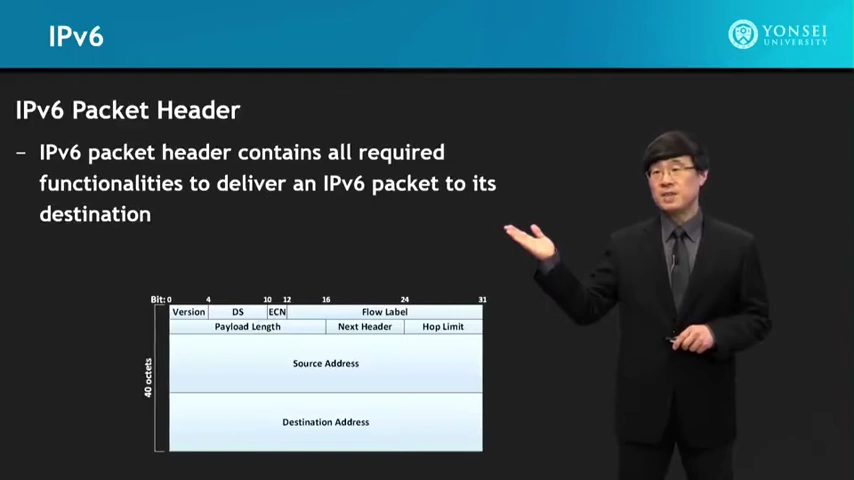 IPv6
YONSEI
UNIVERSITY
IPv6 Packet Header
– IPv6 packet header contains all required
functionalities to deliver an IPv6 packet to its
destination
Bit: 0 4 10 12 16 24 31
Version DS ECN Flow Label
Payload Length Next Header Hop Limit
40 octets
Source Address
Destination Address